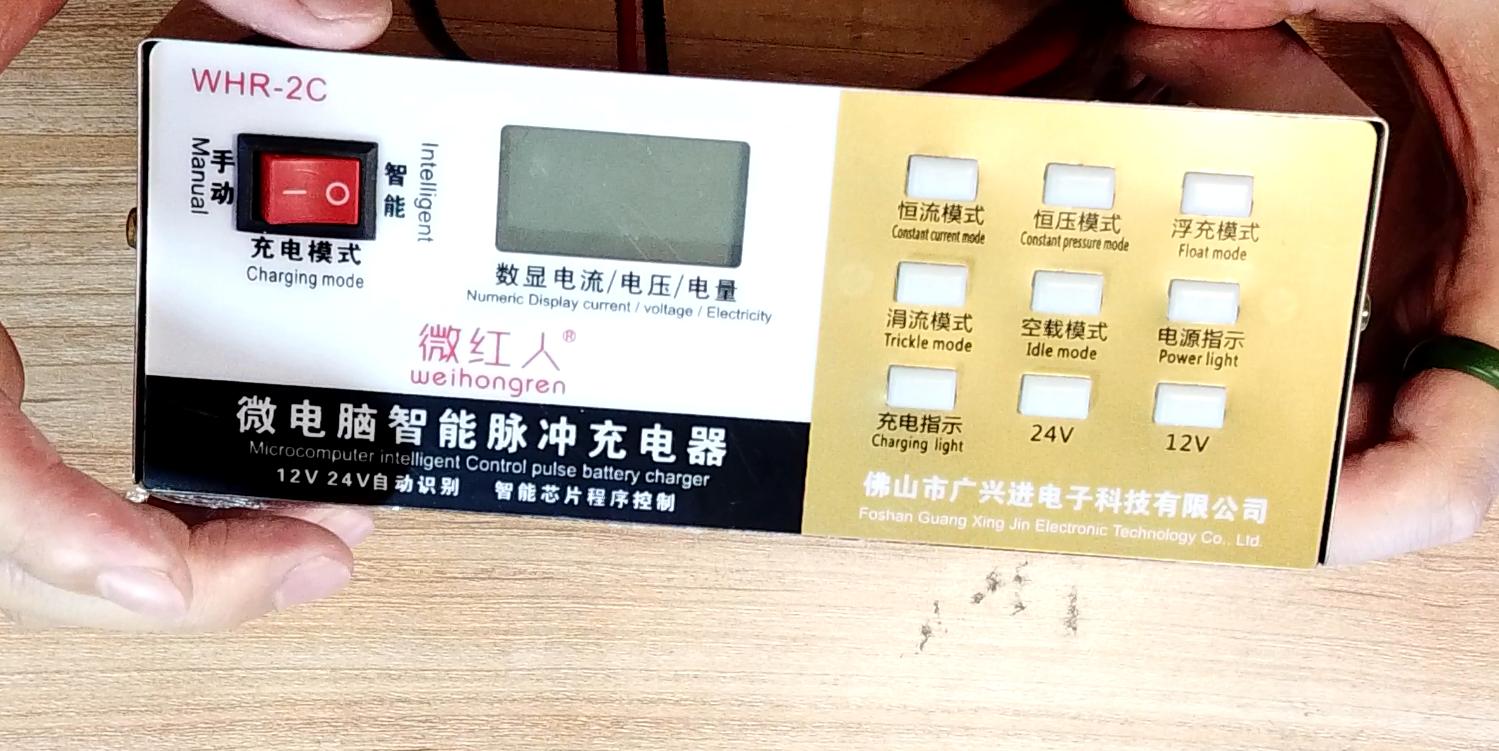 WHR-2C
手动
Manual
智能
Intelligent
充电模式
Charging mode
数显电流/电压/电量
Numeric Display current / voltage / Electricity
微红人®
weihongren
微电脑智能脉冲充电器
Microcomputer intelligent Control pulse battery charger
12V 24V自动识别 智能芯片程序控制
恒流模式
Constant current mode
恒压模式
Constant pressure mode
浮充模式
Float mode
涓流模式
Trickle mode
空载模式
Idle mode
电源指示
Power light
充电指示
Charging light
24V
12V
佛山市广兴进电子科技有限公司
Foshan Guang Xing Jin Electronic Technology Co., Ltd.